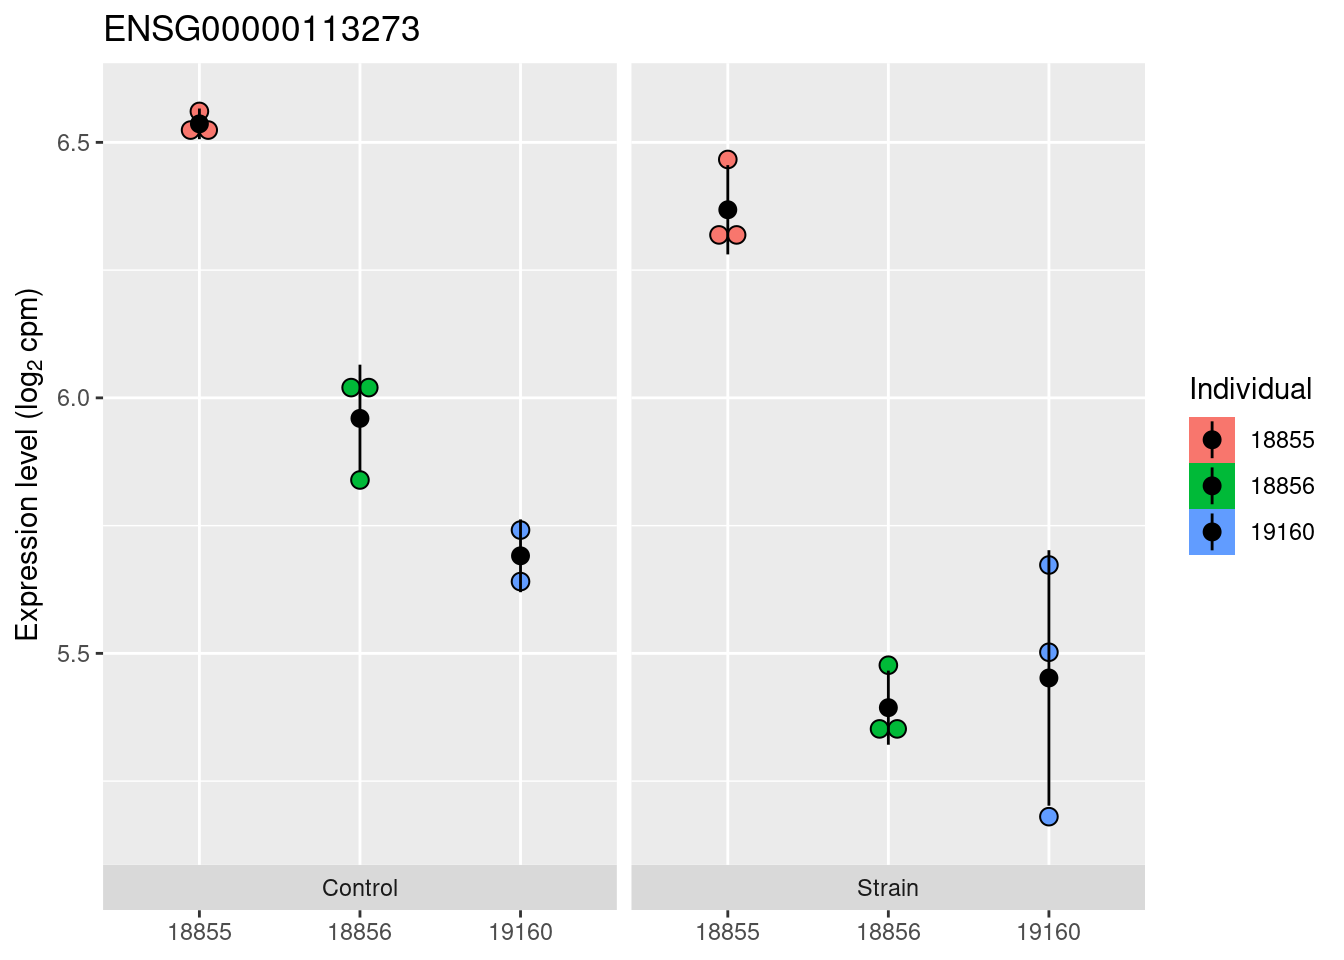 ENSG00000113273
Expression level (log₂ cpm)
6.5
6.0
5.5
Control
Strain
18855
18856
19160
18855
18856
19160
Individual
18855
18856
19160